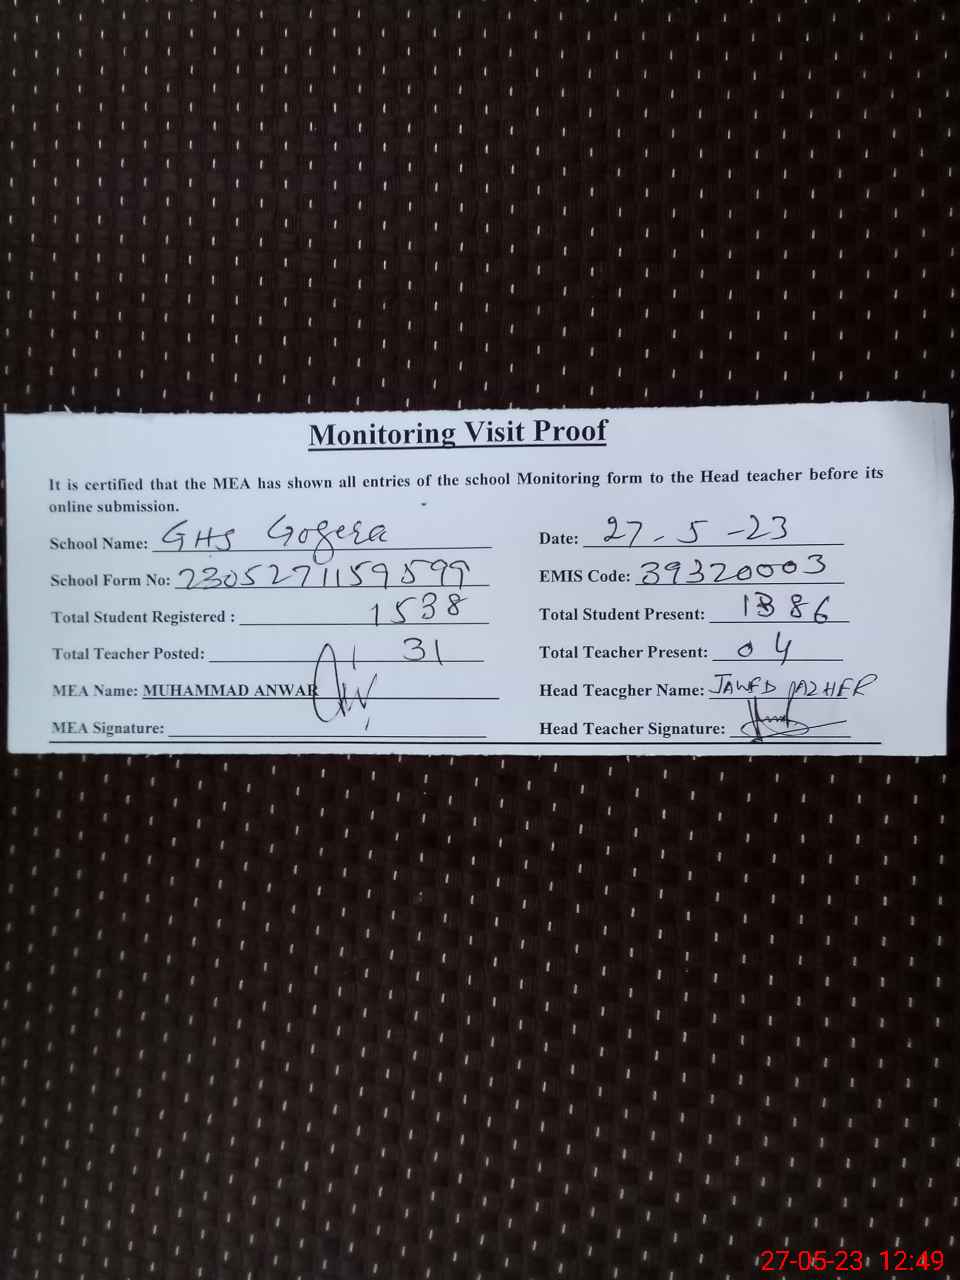 Monitoring Visit Proof
It is certified that the MEA has shown all entries of the school Monitoring form to the Head teacher before its
online submission.
School Name: GHS Gogera Date: 27-5-23
School Form No: 230527115 9599 EMIS Code: 39320003
Total Student Registered : 1538 Total Student Present: 1386
Total Teacher Posted: 31 Total Teacher Present: 04
MEA Name: MUHAMMAD ANWAR Head Teacgher Name: JAWED MAZHER
MEA Signature: Head Teacher Signature:
27-05-23 12:49